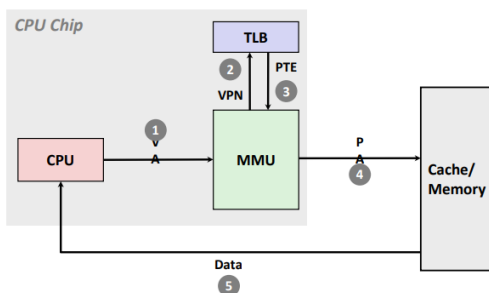 CPU Chip
TLB
2
PTE
VPN
3
1
V
A
CPU
MMU
P
A
4
Cache/
Memory
Data
5